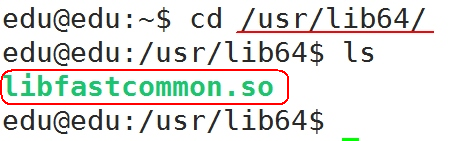 edu@edu:~$ cd /usr/lib64/
edu@edu:/usr/lib64$ ls
libfastcommon.so
edu@edu:/usr/lib64$